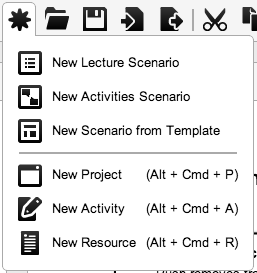 New Lecture Scenario
New Activities Scenario
New Scenario from Template
New Project (Alt + Cmd + P)
New Activity (Alt + Cmd + A)
New Resource (Alt + Cmd + R)